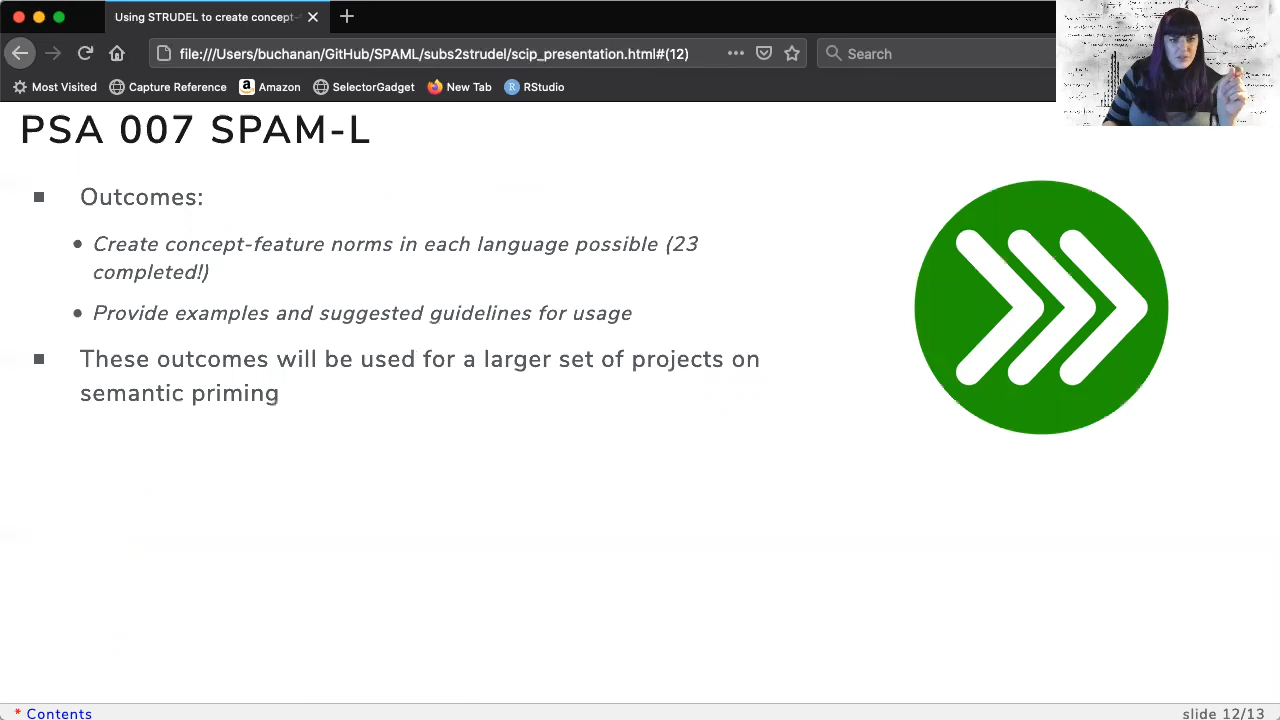 Using STRUDEL to create concept-
file:///Users/buchanan/GitHub/SPAML/subs2strudel/scip_presentation.html#(12)
Search
Most Visited
Capture Reference
Amazon
SelectorGadget
New Tab
RStudio
PSA 007 SPAM-L
Outcomes:
Create concept-feature norms in each language possible (23
completed!)
Provide examples and suggested guidelines for usage
These outcomes will be used for a larger set of projects on
semantic priming
* Contents
slide 12/13